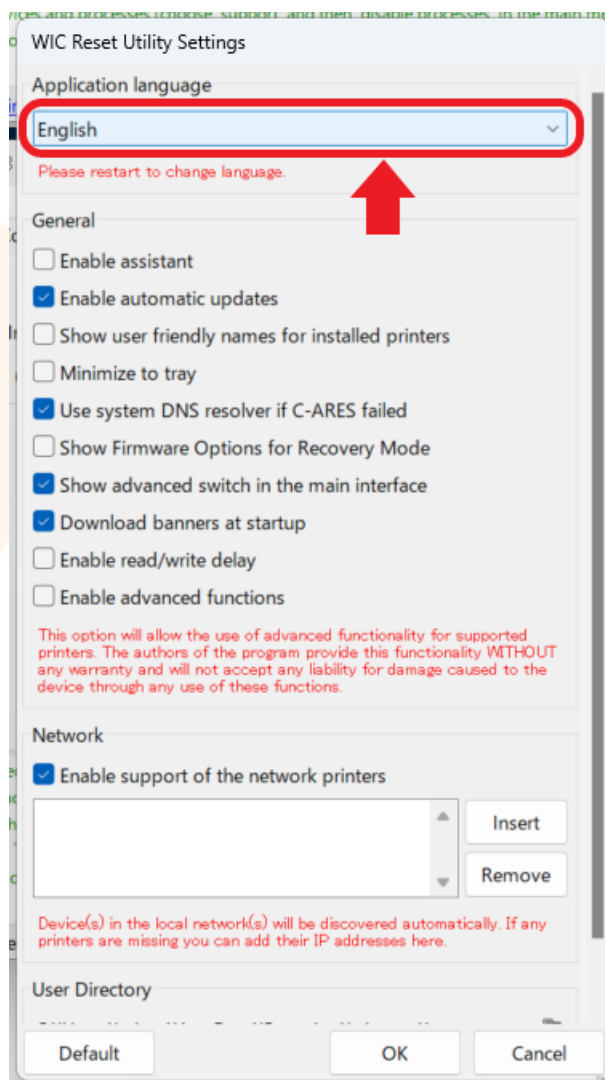 WIC Reset Utility Settings
Application language
English
Please restart to change language.
General
Enable assistant
Enable automatic updates
Show user friendly names for installed printers
Minimize to tray
Use system DNS resolver if C-ARES failed
Show Firmware Options for Recovery Mode
Show advanced switch in the main interface
Download banners at startup
Enable read/write delay
Enable advanced functions
This option will allow the use of advanced functionality for supported
printers. The authors of the program provide this functionality WITHOUT
any warranty and will not accept any liability for damage caused to the
device through any use of these functions.
Network
Enable support of the network printers
Insert
Remove
Device(s) in the local network(s) will be discovered automatically. If any
printers are missing you can add their IP addresses here.
User Directory
Default
OK
Cancel